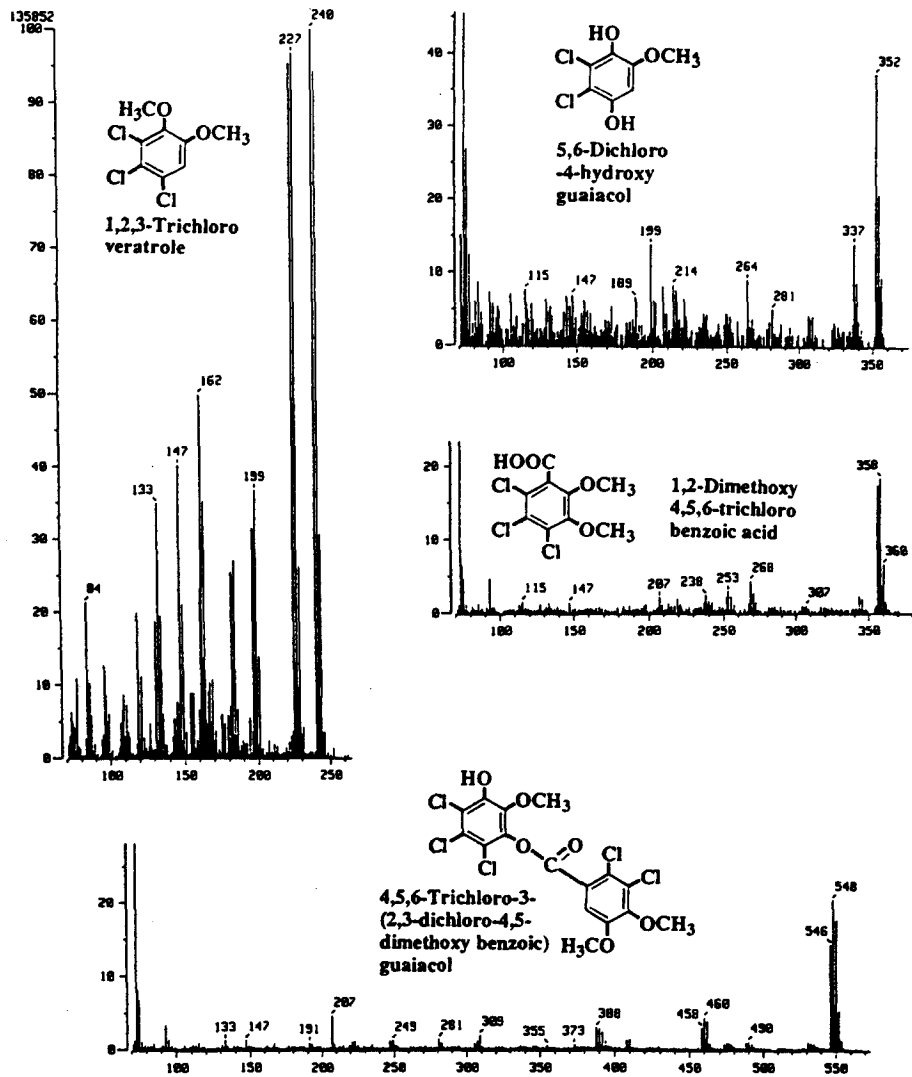 135052
100
90
80
70
60
50
40
30
20
10
0
240
227
162
147
199
133
84
H3CO
OCH3
Cl
Cl
Cl
1,2,3-Trichloro
veratrole
100
150
200
250
40
30
20
10
0
HO
Cl
OCH3
Cl
OH
5,6-Dichloro
-4-hydroxy
guaiacol
352
199
337
115
147
189
214
264
281
100
150
200
250
300
350
20
10
0
HOOC
Cl
OCH3
Cl
OCH3
Cl
1,2-Dimethoxy
4,5,6-trichloro
benzoic acid
358
360
115
147
207
238
253
268
307
100
150
200
250
300
350
20
10
0
HO
Cl
OCH3
Cl
Cl
O
C
O
Cl
Cl
OCH3
H3CO
4,5,6-Trichloro-3-
(2,3-dichloro-4,5-
dimethoxy benzoic)
guaiacol
548
546
207
133
147
191
249
281
309
355
373
388
458
460
490
100
150
200
250
300
350
400
450
500
550